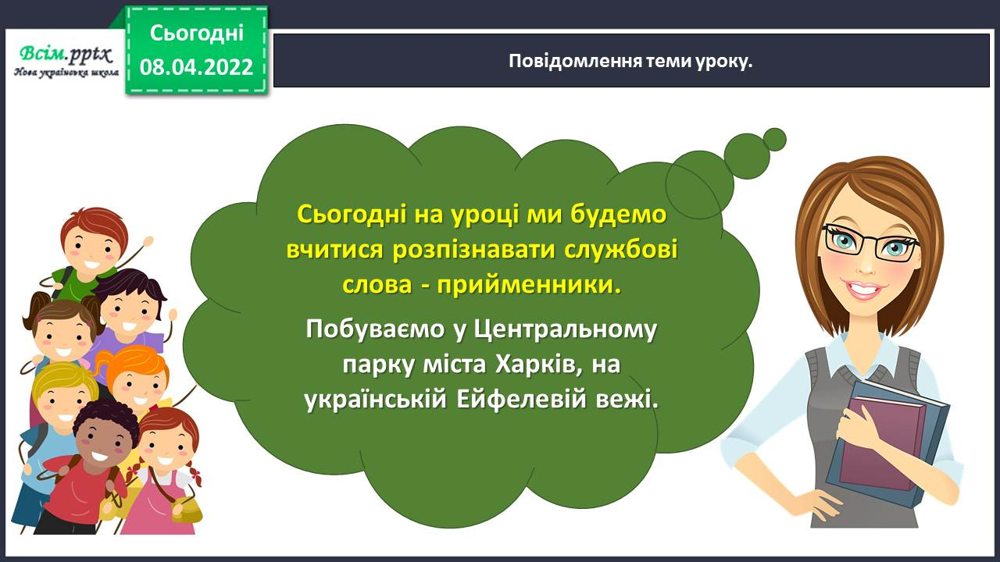 Сьогодні
08.04.2022
Всім.pptx
Нова українська школа
Повідомлення теми уроку.
Сьогодні на уроці ми будемо
вчитися розпізнавати службові
слова - прийменники.
Побуваємо у Центральному
парку міста Харків, на
українській Ейфелевій вежі.